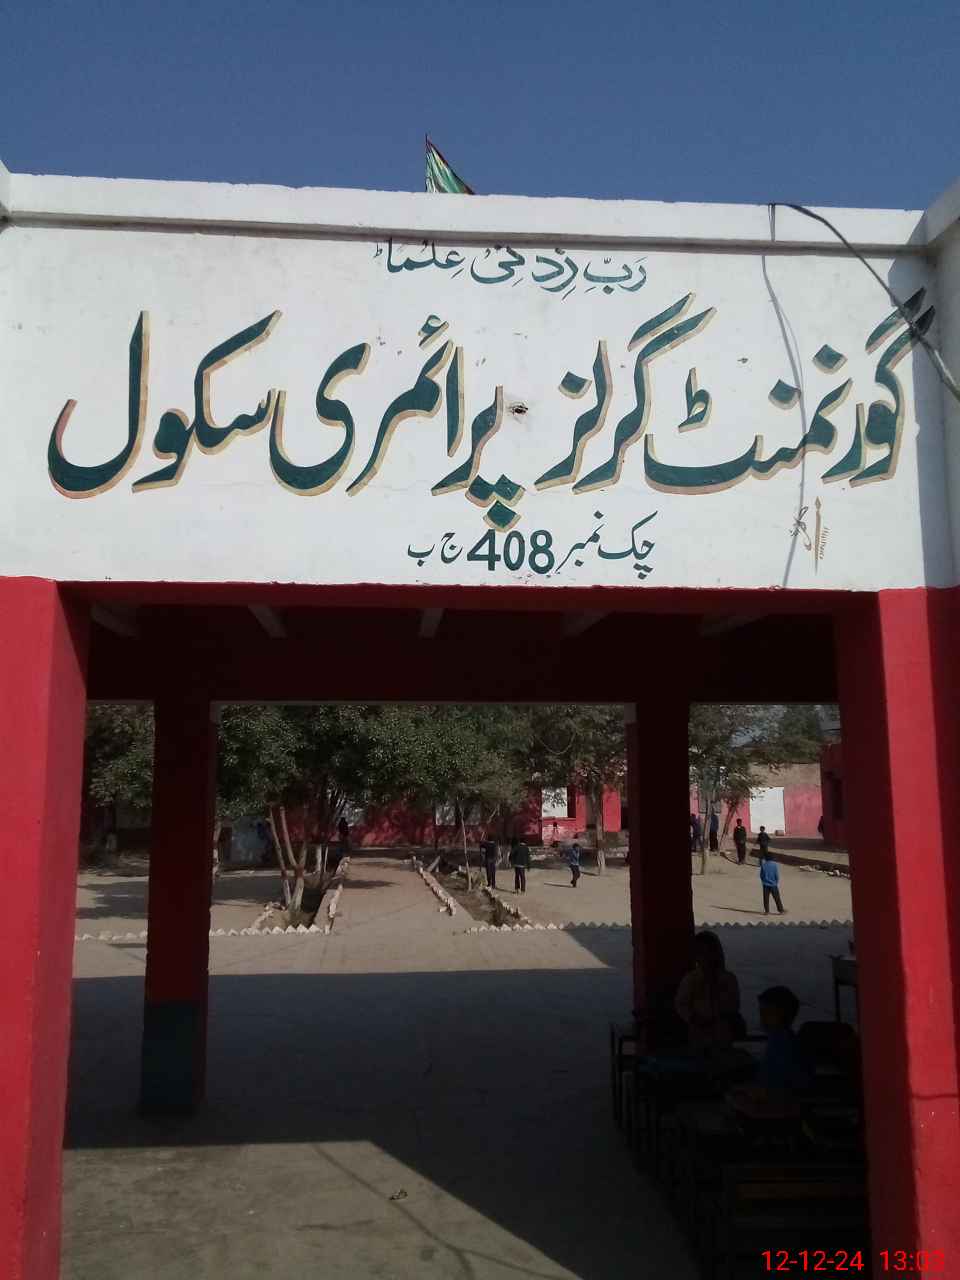 رَبِّ زِدْ نِیْ عِلْمَاً
گورنمنٹ گرلز پرائمری سکول
چک نمبر 408 ج ب
12-12-24 13:03